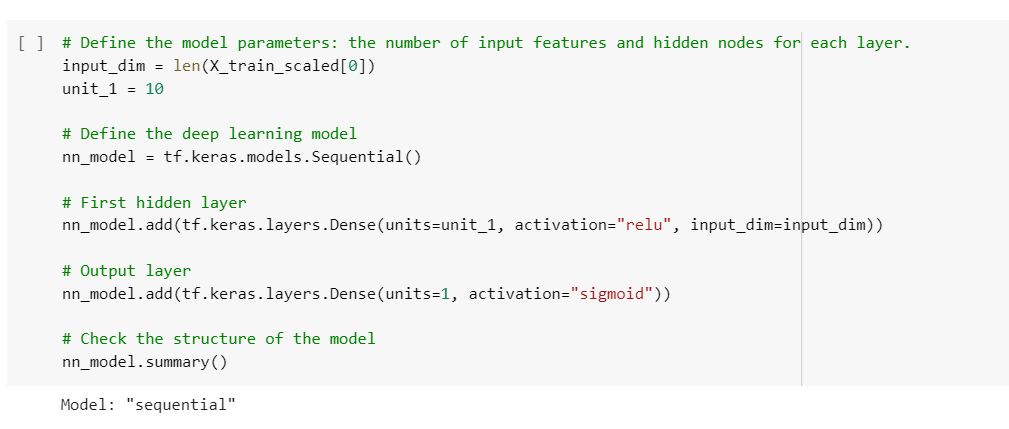 [ ] # Define the model parameters: the number of input features and hidden nodes for each layer.
input_dim = len(X_train_scaled[0])
unit_1 = 10
# Define the deep learning model
nn_model = tf.keras.models.Sequential()
# First hidden layer
nn_model.add(tf.keras.layers.Dense(units=unit_1, activation="relu", input_dim=input_dim))
# Output layer
nn_model.add(tf.keras.layers.Dense(units=1, activation="sigmoid"))
# Check the structure of the model
nn_model.summary()
Model: "sequential"